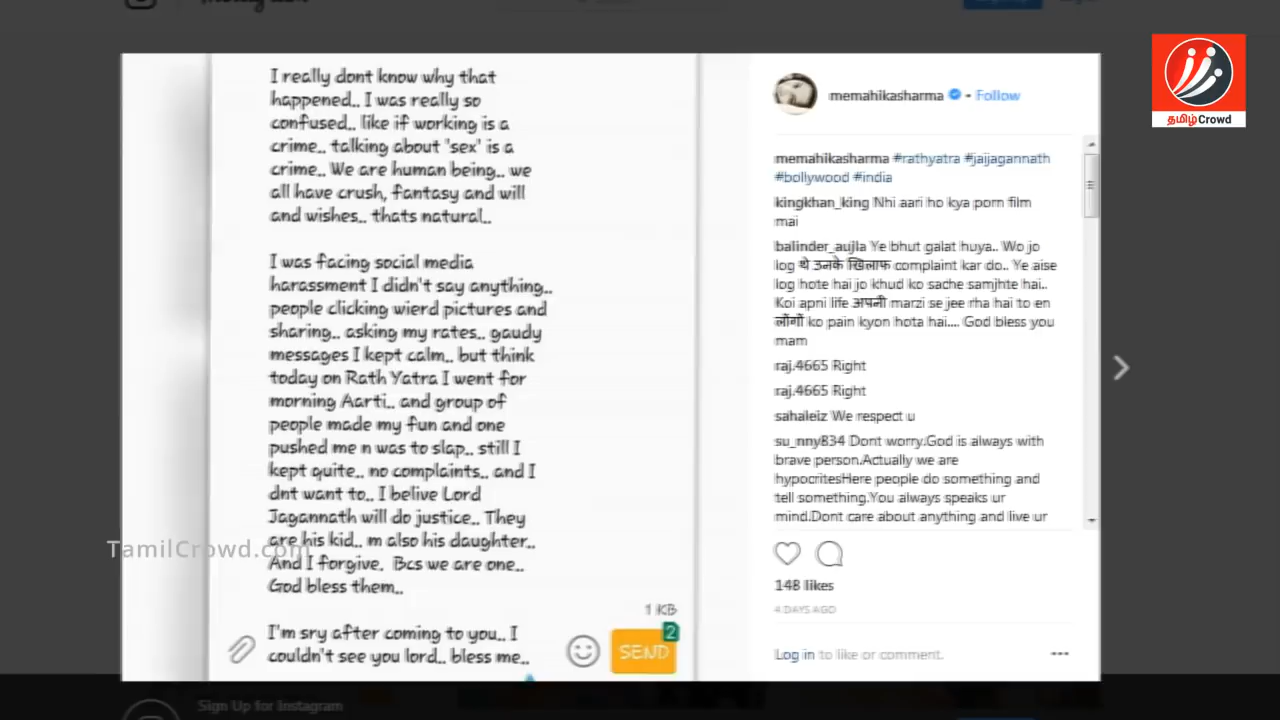 I really dont know why that
happened.. I was really so
confused.. like if working is a
crime.. talking about 'sex' is a
crime.. We are human being.. we
all have crush, fantasy and will
and wishes.. thats natural..
I was facing social media
harassment I didn't say anything..
people clicking wierd pictures and
sharing.. asking my rates.. gaudy
messages I kept calm.. but think
today on Rath Yatra I went for
morning Aarti.. and group of
people made my fun and one
pushed me n was to slap.. still I
kept quite.. no complaints.. and I
dnt want to.. I belive Lord
Jagannath will do justice.. They
are his kid.. m also his daughter..
And I forgive. Bcs we are one..
God bless them..
1 KB
I'm sry after coming to you.. I
couldn't see you lord.. bless me..
2
SEND
memahikasharma • Follow
memahikasharma #rathyatra #jaijagannath
#bollywood #india
kingkhan_king Nhi aari ho kya porn film
mai
balinder_aujla Ye bhut galat huya.. Wo jo
log थे उनके खिलाफ complaint kar do.. Ye aise
log hote hai jo khud ko sache samjhte hai..
Koi apni life अपनी marzi se jee rha hai to en
लोंगों ko pain kyon hota hai.... God bless you
mam
raj.4665 Right
raj.4665 Right
sahaleiz We respect u
su_nny834 Dont worry.God is always with
brave person.Actually we are
hypocritesHere people do something and
tell something.You always speaks ur
mind.Dont care about anything and live ur
148 likes
4 DAYS AGO
Log in to like or comment.
தமிழ்Crowd
TamilCrowd.com
Sign Up for Instagram